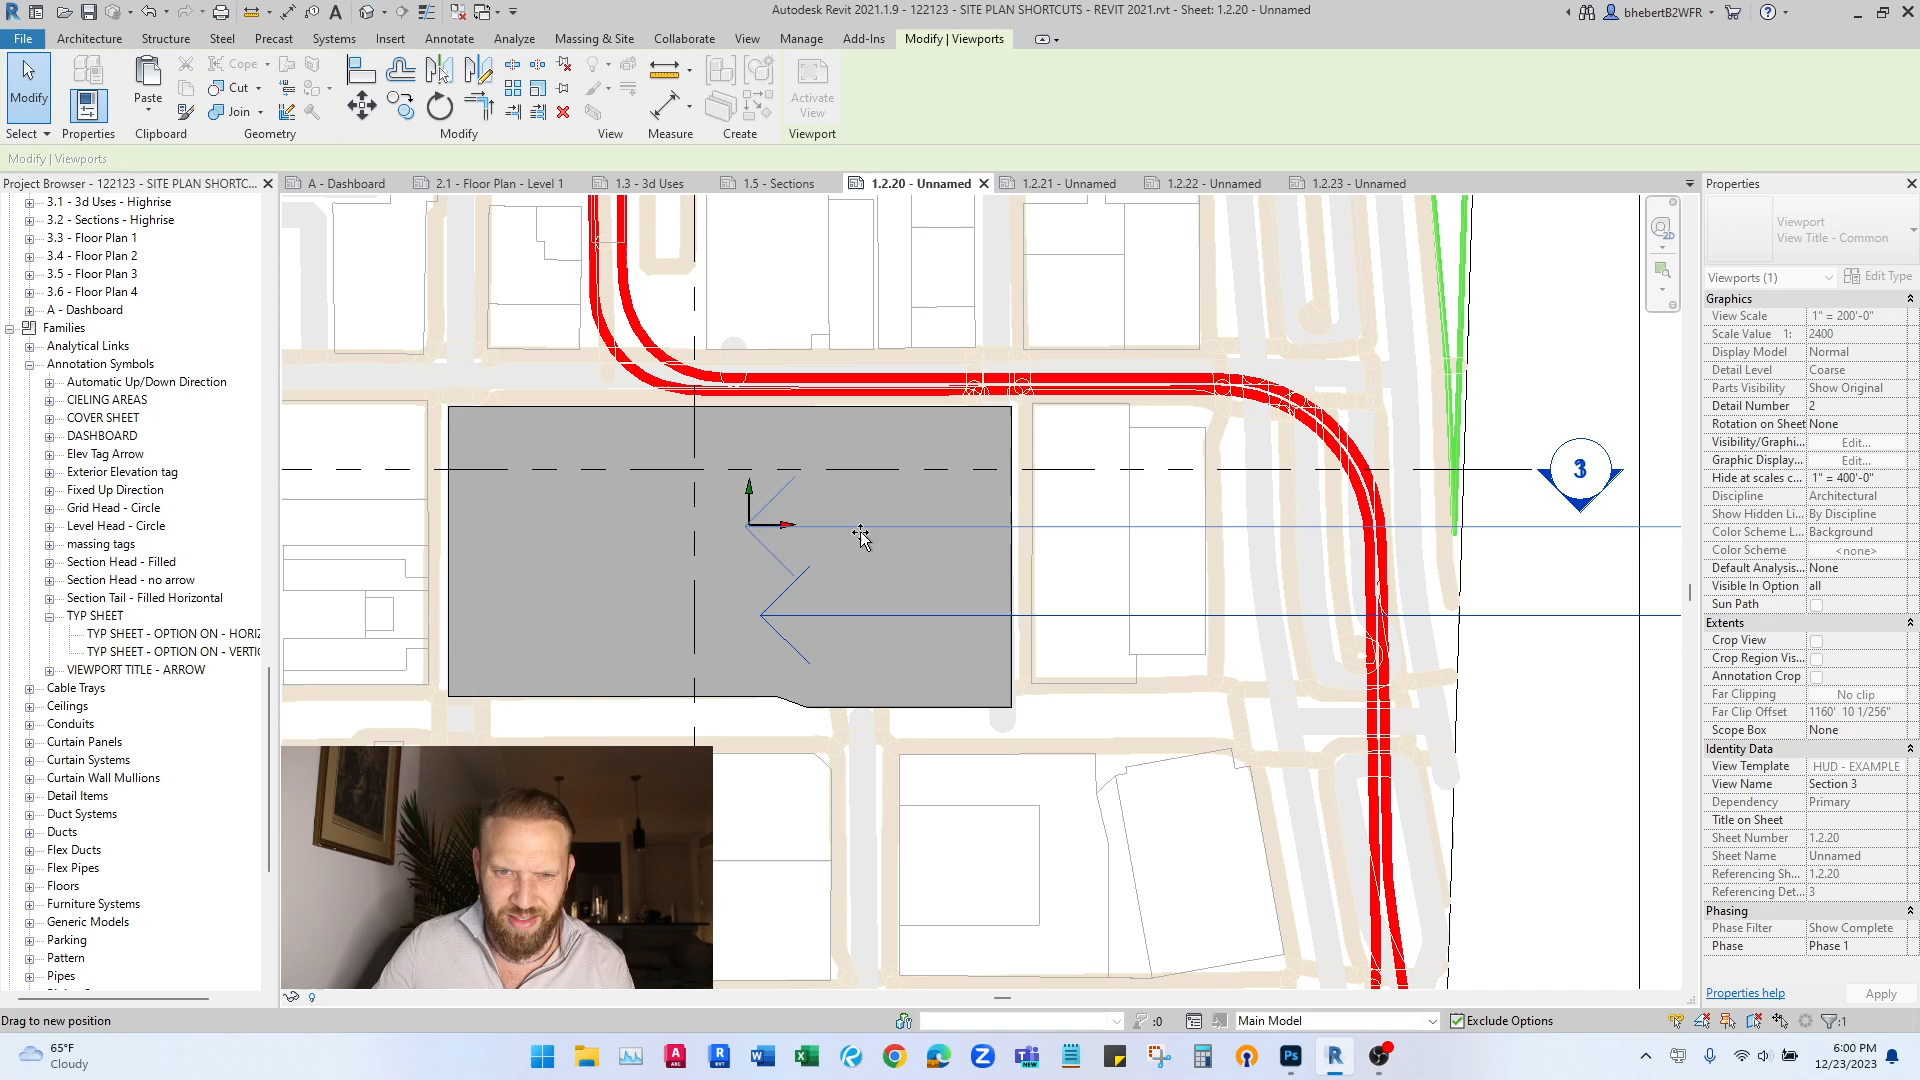 Autodesk Revit 2021.1.9 - 122123 - SITE PLAN SHORTCUTS - REVIT 2021.rvt - Sheet: 1.2.20 - Unnamed
bhebertB2WFR
File
Architecture
Structure
Steel
Precast
Systems
Insert
Annotate
Analyze
Massing & Site
Collaborate
View
Manage
Add-Ins
Modify | Viewports
Modify
Paste
Cope
Cut
Join
Activate
View
Select
Properties
Clipboard
Geometry
Modify
View
Measure
Create
Viewport
Modify | Viewports
Project Browser - 122123 - SITE PLAN SHORTC...
A - Dashboard
2.1 - Floor Plan - Level 1
1.3 - 3d Uses
1.5 - Sections
1.2.20 - Unnamed
1.2.21 - Unnamed
1.2.22 - Unnamed
1.2.23 - Unnamed
3.1 - 3d Uses - Highrise
3.2 - Sections - Highrise
3.3 - Floor Plan 1
3.4 - Floor Plan 2
3.5 - Floor Plan 3
3.6 - Floor Plan 4
A - Dashboard
Families
Analytical Links
Annotation Symbols
Automatic Up/Down Direction
CIELING AREAS
COVER SHEET
DASHBOARD
Elev Tag Arrow
Exterior Elevation tag
Fixed Up Direction
Grid Head - Circle
Level Head - Circle
massing tags
Section Head - Filled
Section Head - no arrow
Section Tail - Filled Horizontal
TYP SHEET
TYP SHEET - OPTION ON - HORIZ
TYP SHEET - OPTION ON - VERTIC
VIEWPORT TITLE - ARROW
Cable Trays
Ceilings
Conduits
Curtain Panels
Curtain Systems
Curtain Wall Mullions
Detail Items
Duct Systems
Ducts
Flex Ducts
Flex Pipes
Floors
Furniture Systems
Generic Models
Parking
Pattern
Pipes
3
2D
Properties
Viewport
View Title - Common
Viewports (1)
Edit Type
Graphics
View Scale 1" = 200'-0"
Scale Value 1: 2400
Display Model Normal
Detail Level Coarse
Parts Visibility Show Original
Detail Number 2
Rotation on Sheet None
Visibility/Graphi... Edit...
Graphic Display... Edit...
Hide at scales c... 1" = 400'-0"
Discipline Architectural
Show Hidden Li... By Discipline
Color Scheme L... Background
Color Scheme <none>
Default Analysis... None
Visible In Option all
Sun Path
Extents
Crop View
Crop Region Vis...
Annotation Crop
Far Clipping No clip
Far Clip Offset 1160' 10 1/256"
Scope Box None
Identity Data
View Template HUD - EXAMPLE
View Name Section 3
Dependency Primary
Title on Sheet
Sheet Number 1.2.20
Sheet Name Unnamed
Referencing Sh... 1.2.20
Referencing Det... 3
Phasing
Phase Filter Show Complete
Phase Phase 1
Properties help
Apply
Drag to new position
:0
Main Model
Exclude Options
:1
65°F
Cloudy
6:00 PM
12/23/2023